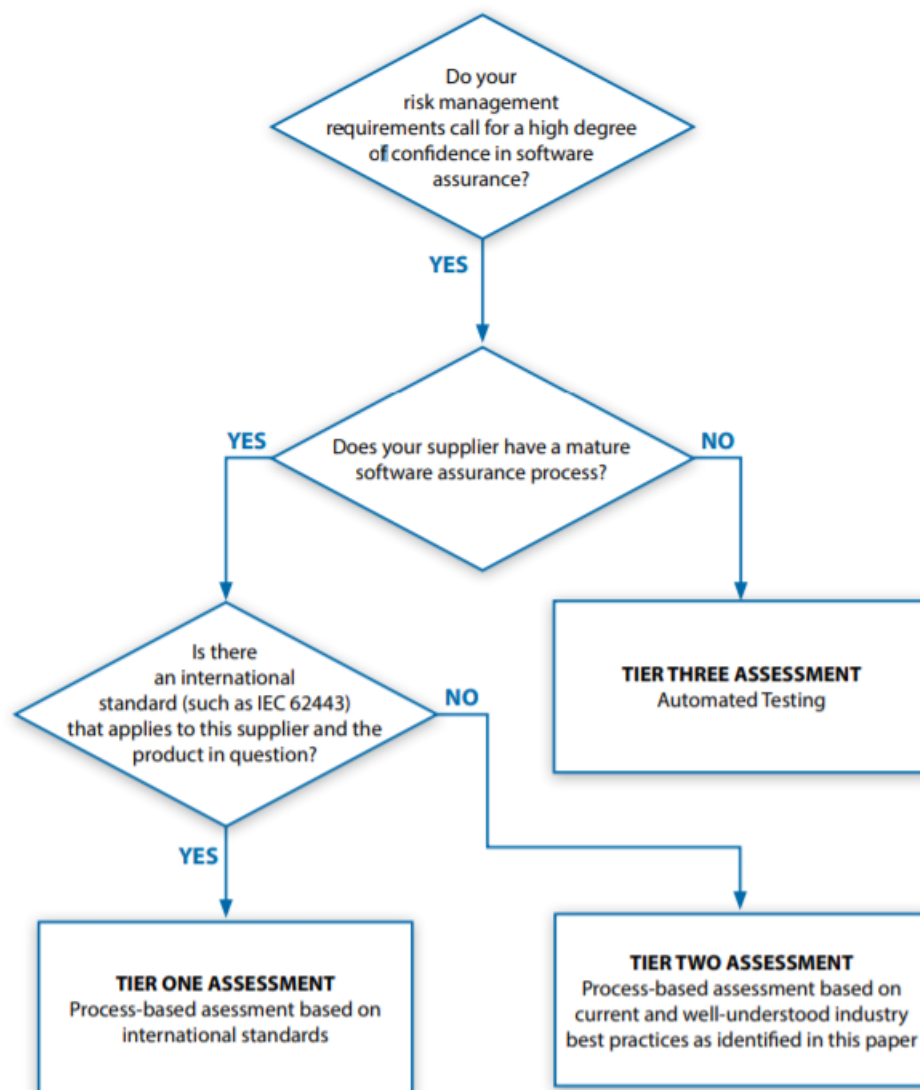 Do your
risk management
requirements call for a high degree
of confidence in software
assurance?
YES
YES
NO
Does your supplier have a mature
software assurance process?
Is there
an international
standard (such as IEC 62443)
that applies to this supplier and the
product in question?
NO
TIER THREE ASSESSMENT
Automated Testing
YES
TIER ONE ASSESSMENT
Process-based asessment based on
international standards
TIER TWO ASSESSMENT
Process-based assessment based on
current and well-understood industry
best practices as identified in this paper